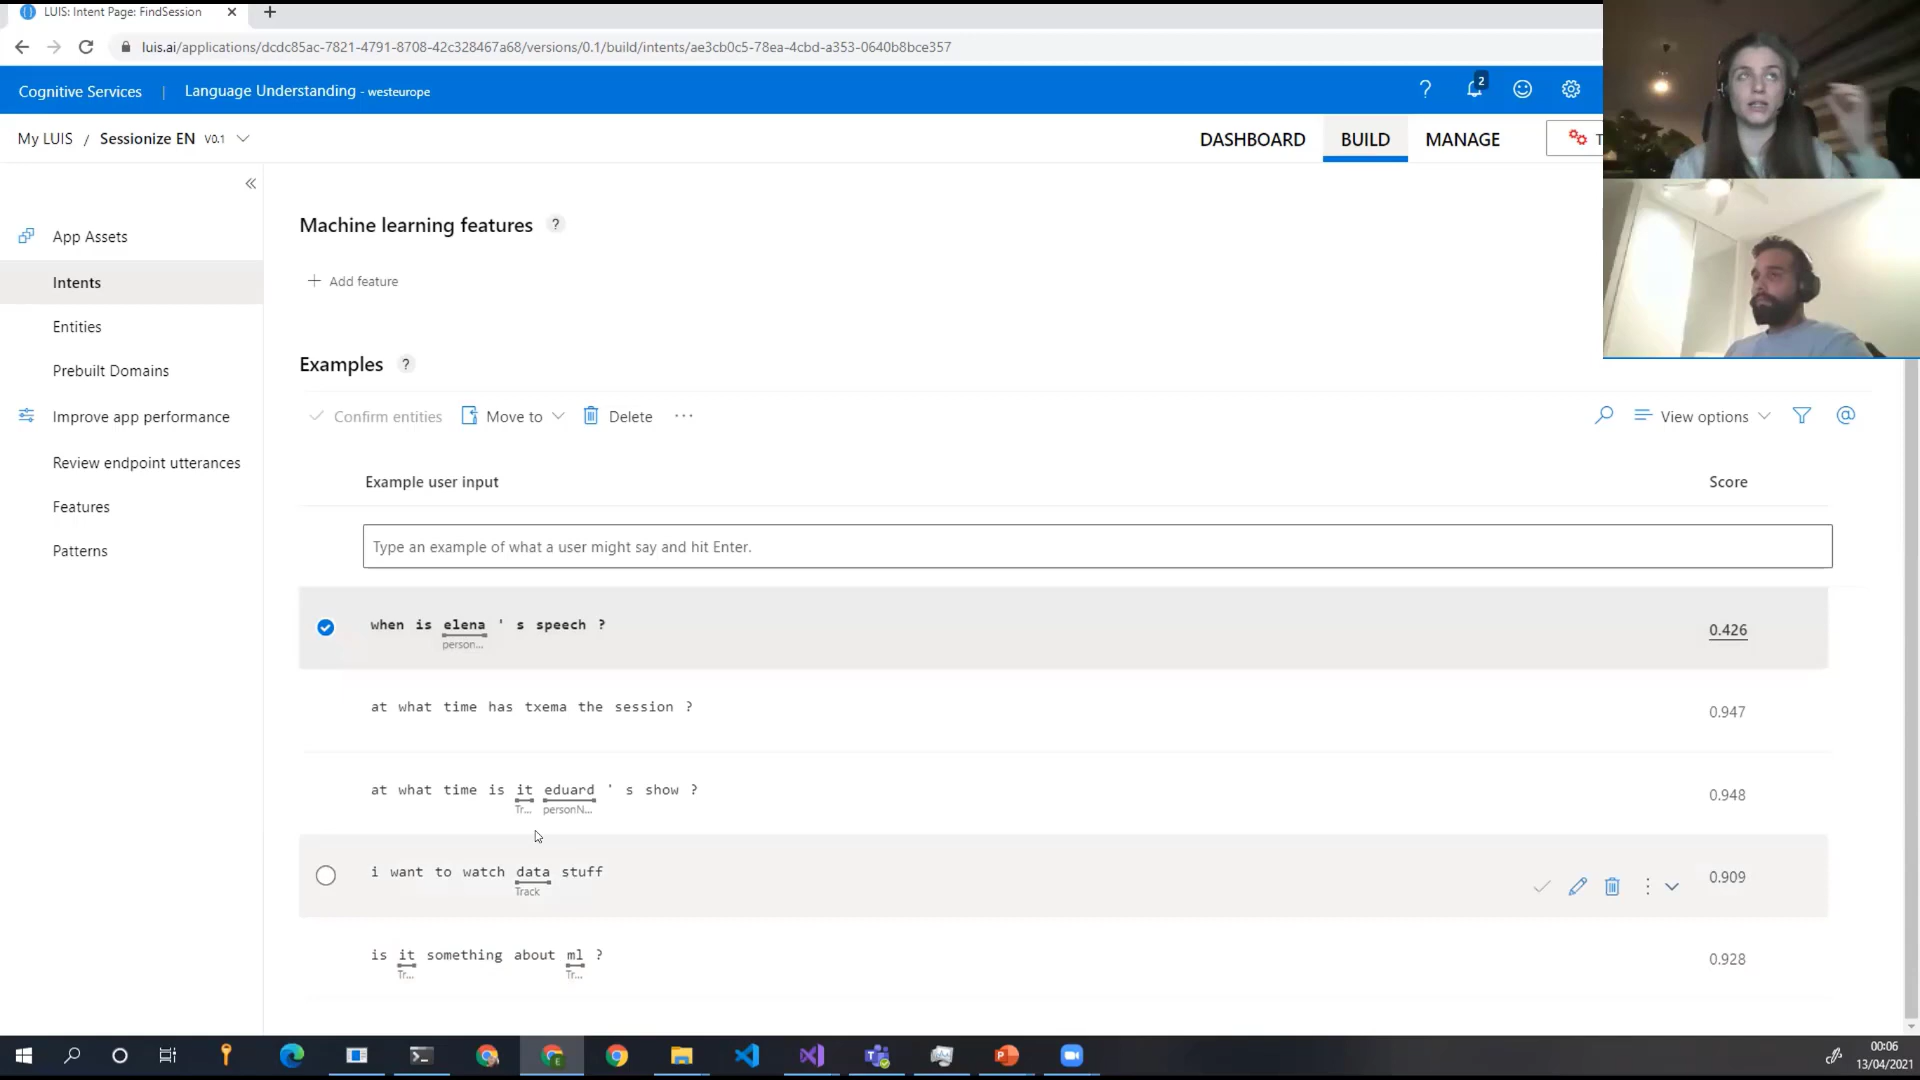 LUIS: Intent Page: FindSession
luis.ai/applications/dcdc85ac-7821-4791-8708-42c328467a68/versions/0.1/build/intents/ae3cb0c5-78ea-4cbd-a353-0640b8bce357
Cognitive Services | Language Understanding - westeurope
? 2
My LUIS / Sessionize EN V0.1
DASHBOARD BUILD MANAGE T
App Assets
Intents
Entities
Prebuilt Domains
Improve app performance
Review endpoint utterances
Features
Patterns
Machine learning features ?
+ Add feature
Examples ?
Confirm entities Move to Delete ...
View options @
Example user input Score
Type an example of what a user might say and hit Enter.
when is elena ' s speech ? 0.426
person...
at what time has txema the session ? 0.947
at what time is it eduard ' s show ? 0.948
Tr... personN...
i want to watch data stuff 0.909
Track
is it something about ml ? 0.928
Tr... Tr...
00:06
13/04/2021